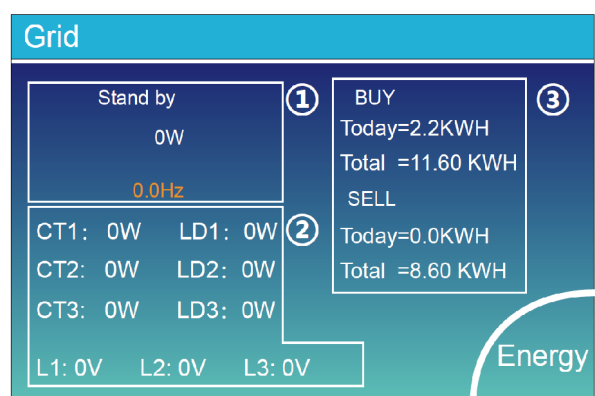 Grid
Stand by
0W
0.0Hz
①
CT1: 0W LD1: 0W
CT2: 0W LD2: 0W
CT3: 0W LD3: 0W
L1: 0V L2: 0V L3: 0V
②
BUY
Today=2.2KWH
Total =11.60 KWH
SELL
Today=0.0KWH
Total =8.60 KWH
③
Energy